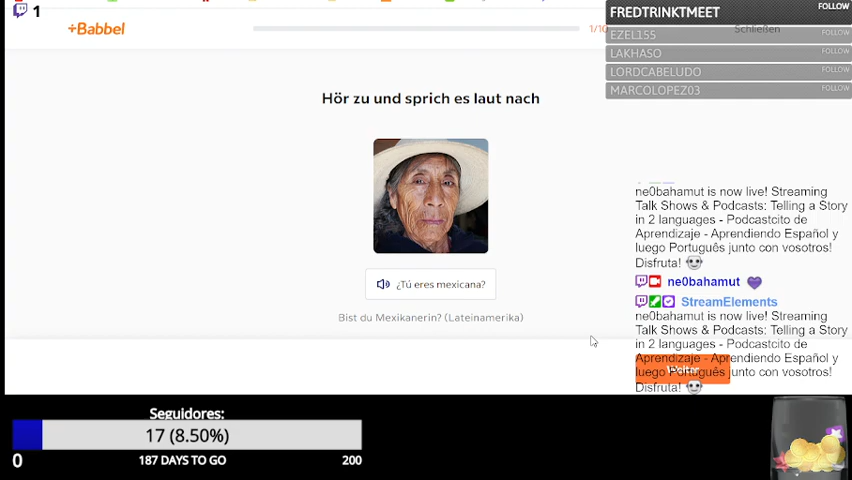 1
+Babbel
1/10
Schließen
FREDTRINKTMEET FOLLOW
EZEL155 FOLLOW
LAKHASO FOLLOW
LORDCABELUDO FOLLOW
MARCOLOPEZ03 FOLLOW
Hör zu und sprich es laut nach
¿Tú eres mexicana?
Bist du Mexikanerin? (Lateinamerika)
ne0bahamut is now live! Streaming
Talk Shows & Podcasts: Telling a Story
in 2 languages - Podcastcito de
Aprendizaje - Aprendiendo Español y
luego Português junto con vosotros!
Disfruta!
ne0bahamut
StreamElements
ne0bahamut is now live! Streaming
Talk Shows & Podcasts: Telling a Story
in 2 languages - Podcastcito de
Aprendizaje - Aprendiendo Español y
luego Português junto con vosotros!
Disfruta!
Weiter
Seguidores:
17 (8.50%)
0 187 DAYS TO GO 200